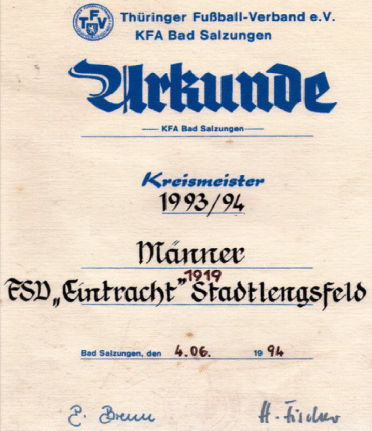 TFV
Thüringer Fußball-Verband e.V.
KFA Bad Salzungen
Urkunde
KFA Bad Salzungen
Kreismeister
1993/94
Männer
FSV „Eintracht" 1919 Stadtlengsfeld
Bad Salzungen, den 4.06. 1994
H. Fischer